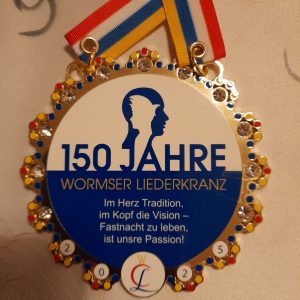 150 JAHRE
WORMSER LIEDERKRANZ
Im Herz Tradition,
im Kopf die Vision –
Fastnacht zu leben,
ist unsre Passion!
2 0 2 5